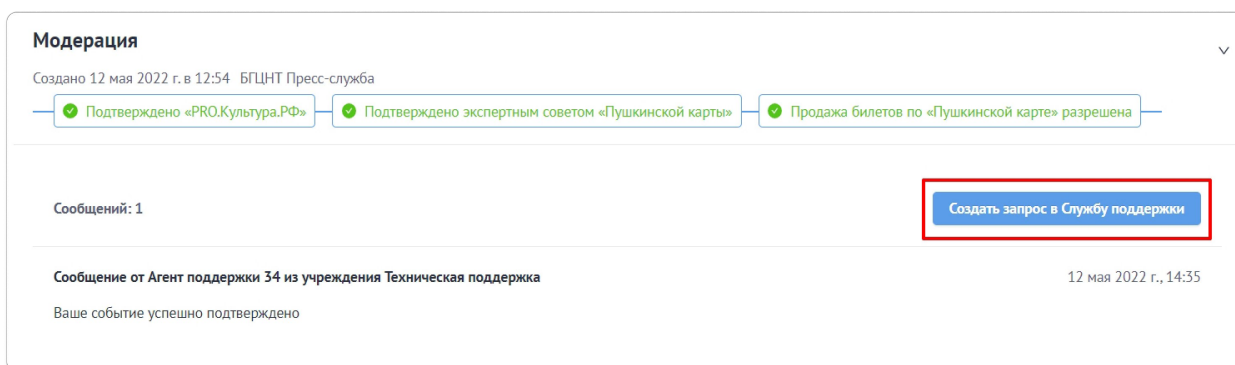 Модерация
Создано 12 мая 2022 г. в 12:54 БГЦНТ Пресс-служба
Подтверждено «PRO.Культура.РФ» Подтверждено экспертным советом «Пушкинской карты» Продажа билетов по «Пушкинской карте» разрешена
Сообщений: 1 Создать запрос в Службу поддержки
Сообщение от Агент поддержки 34 из учреждения Техническая поддержка 12 мая 2022 г., 14:35
Ваше событие успешно подтверждено